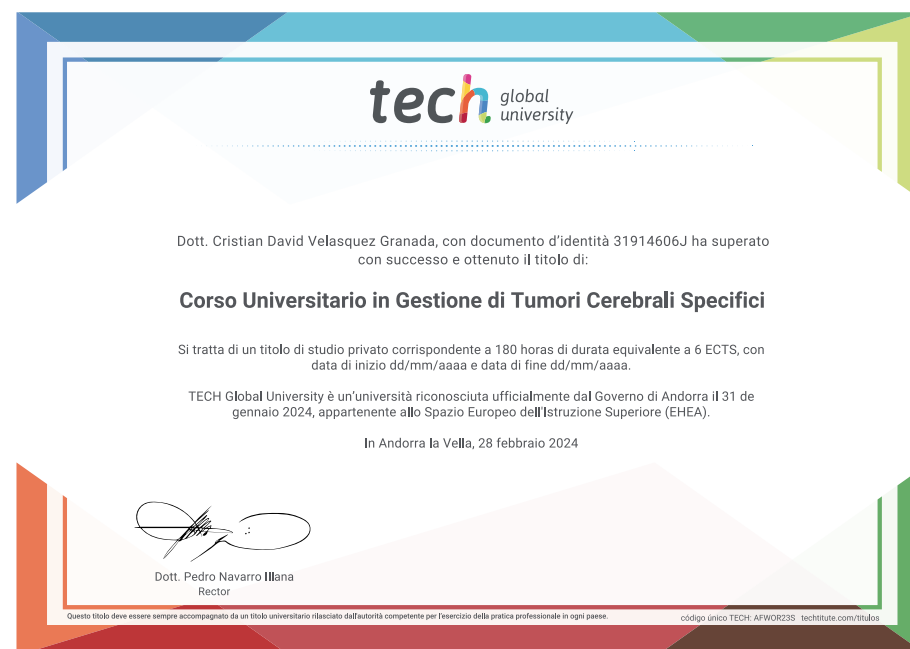 tech global university
Dott. Cristian David Velasquez Granada, con documento d'identità 31914606J ha superato
con successo e ottenuto il titolo di:
Corso Universitario in Gestione di Tumori Cerebrali Specifici
Si tratta di un titolo di studio privato corrispondente a 180 horas di durata equivalente a 6 ECTS, con
data di inizio dd/mm/aaaa e data di fine dd/mm/aaaa.
TECH Global University è un'università riconosciuta ufficialmente dal Governo di Andorra il 31 de
gennaio 2024, appartenente allo Spazio Europeo dell'Istruzione Superiore (EHEA).
In Andorra la Vella, 28 febbraio 2024
Dott. Pedro Navarro Illana
Rector
Questo titolo deve essere sempre accompagnato da un titolo universitario rilasciato dall'autorità competente per l'esercizio della pratica professionale in ogni paese.
código único TECH: AFWOR23S techtitute.com/titulos